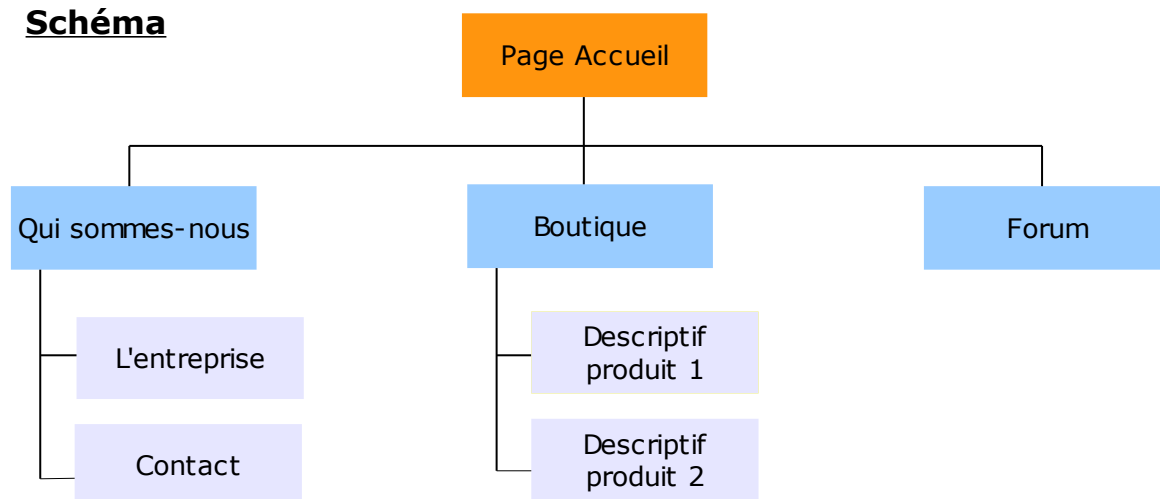 Schéma
Page Accueil
Qui sommes-nous
Boutique
Forum
L'entreprise
Descriptif
produit 1
Contact
Descriptif
produit 2